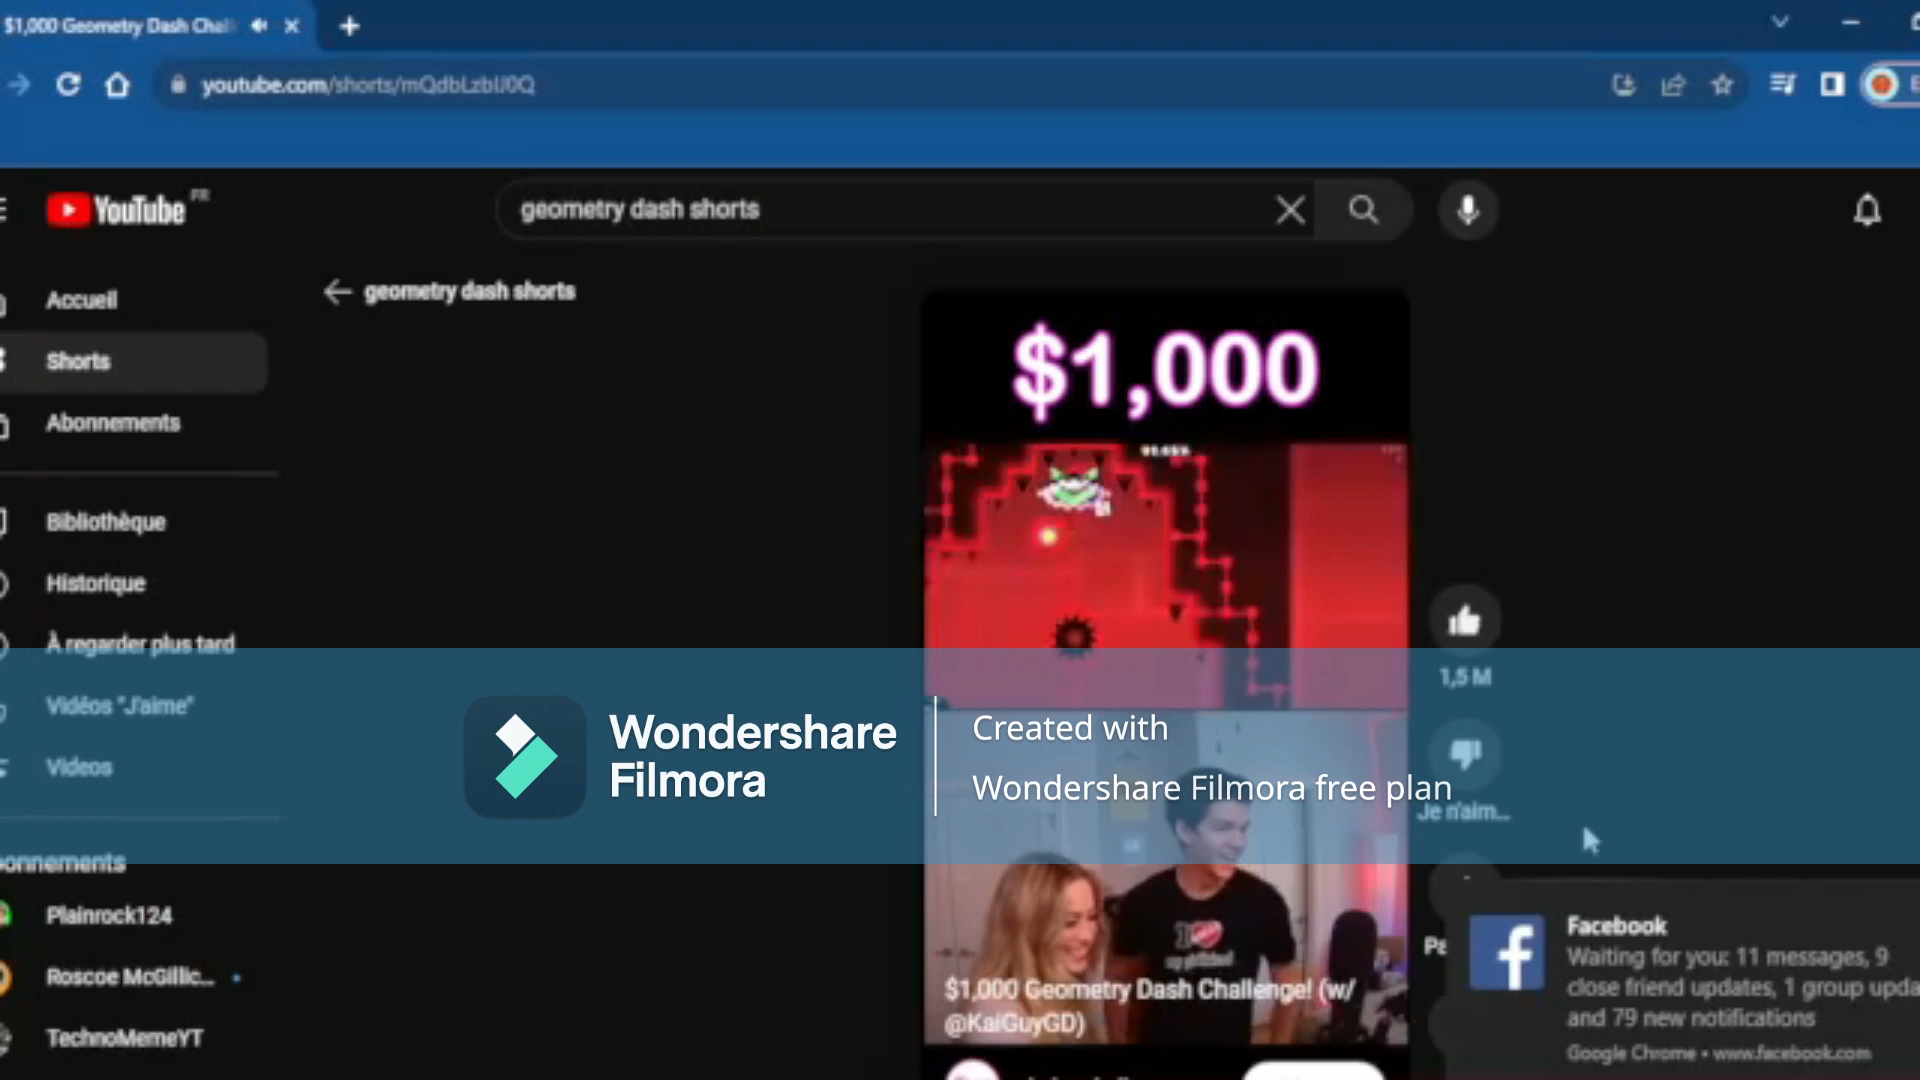 $1,000 Geometry Dash Chal
youtube.com/shorts/mQdbLzbU0Q
YouTube FR
geometry dash shorts
Accueil
geometry dash shorts
Shorts
$1,000
Abonnements
Bibliothèque
Historique
À regarder plus tard
Vidéos "J'aime"
1,5 M
Wondershare
Filmora
Created with
Wondershare Filmora free plan
Videos
Je n'aim...
onnements
Plainrock124
Facebook
Waiting for you: 11 messages, 9
close friend updates, 1 group upda
and 79 new notifications
Google Chrome • www.facebook.com
Roscoe McGillic...
$1,000 Geometry Dash Challenge! (w/
@KaiGuyGD)
TechnoMemeYT